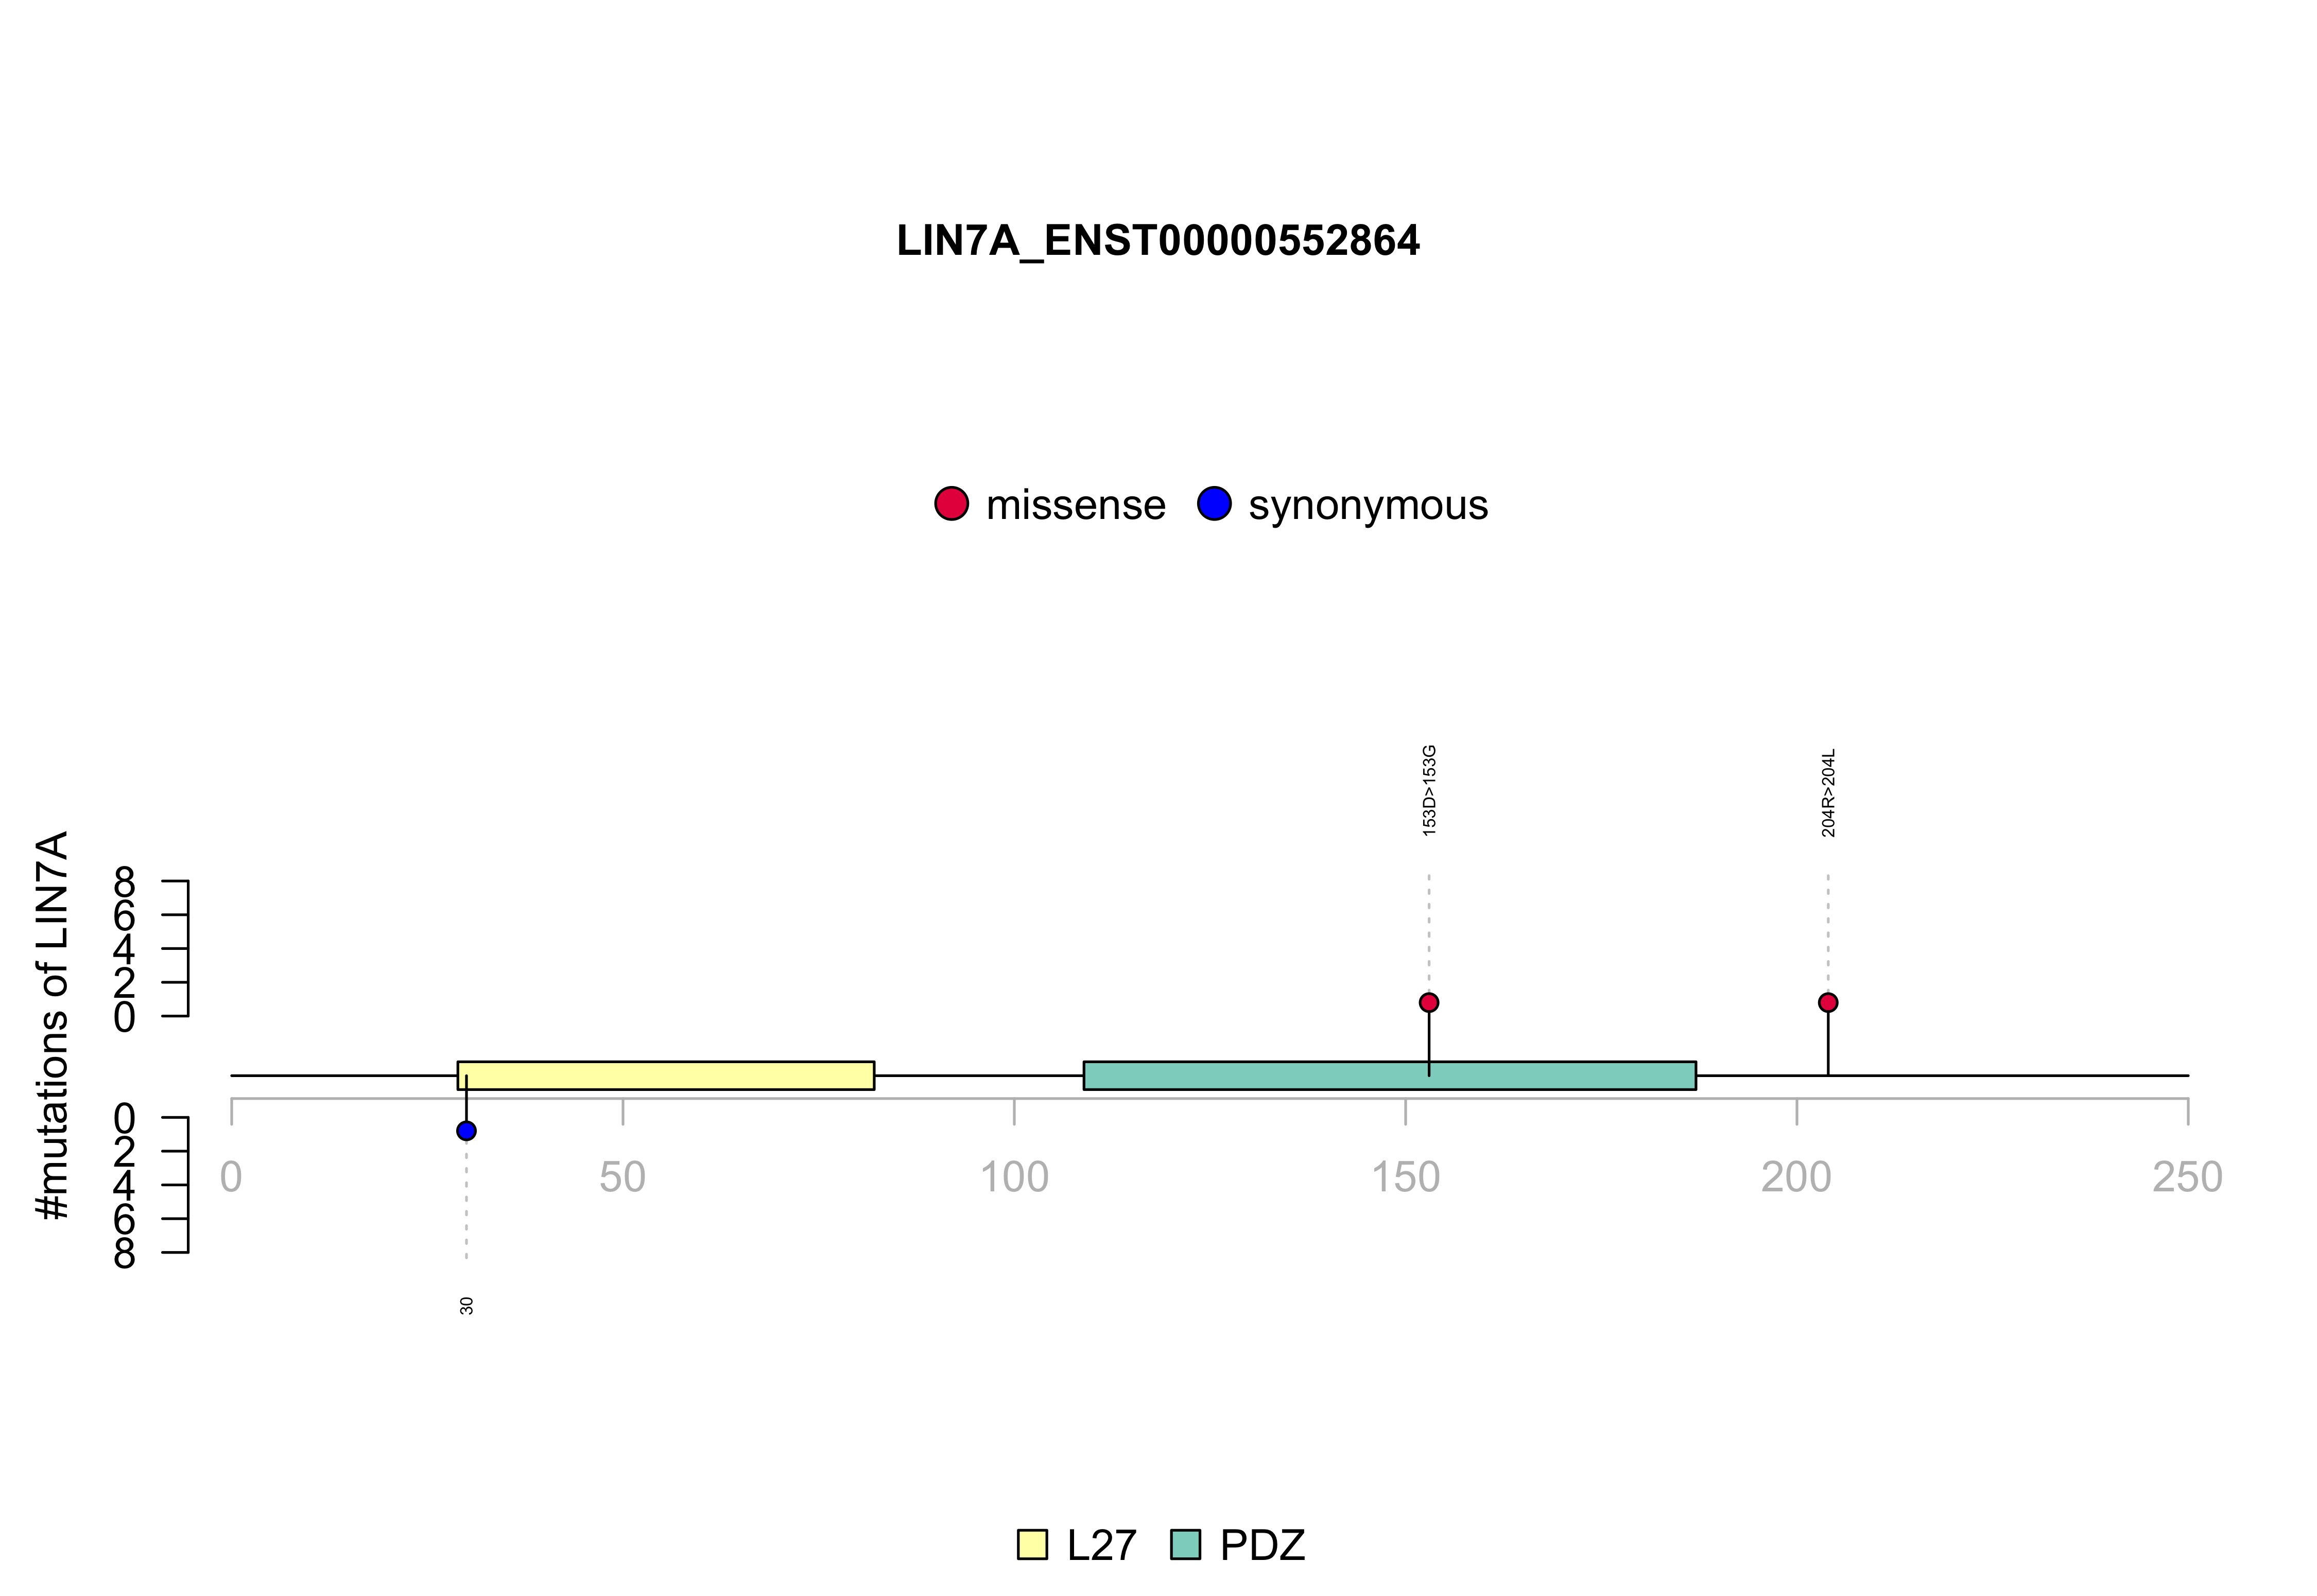 LIN7A_ENST00000552864
missense synonymous
153D>153G
204R>204L
#mutations of LIN7A
8
6
4
2
0
0
2
4
6
8
0 50 100 150 200 250
30
L27 PDZ